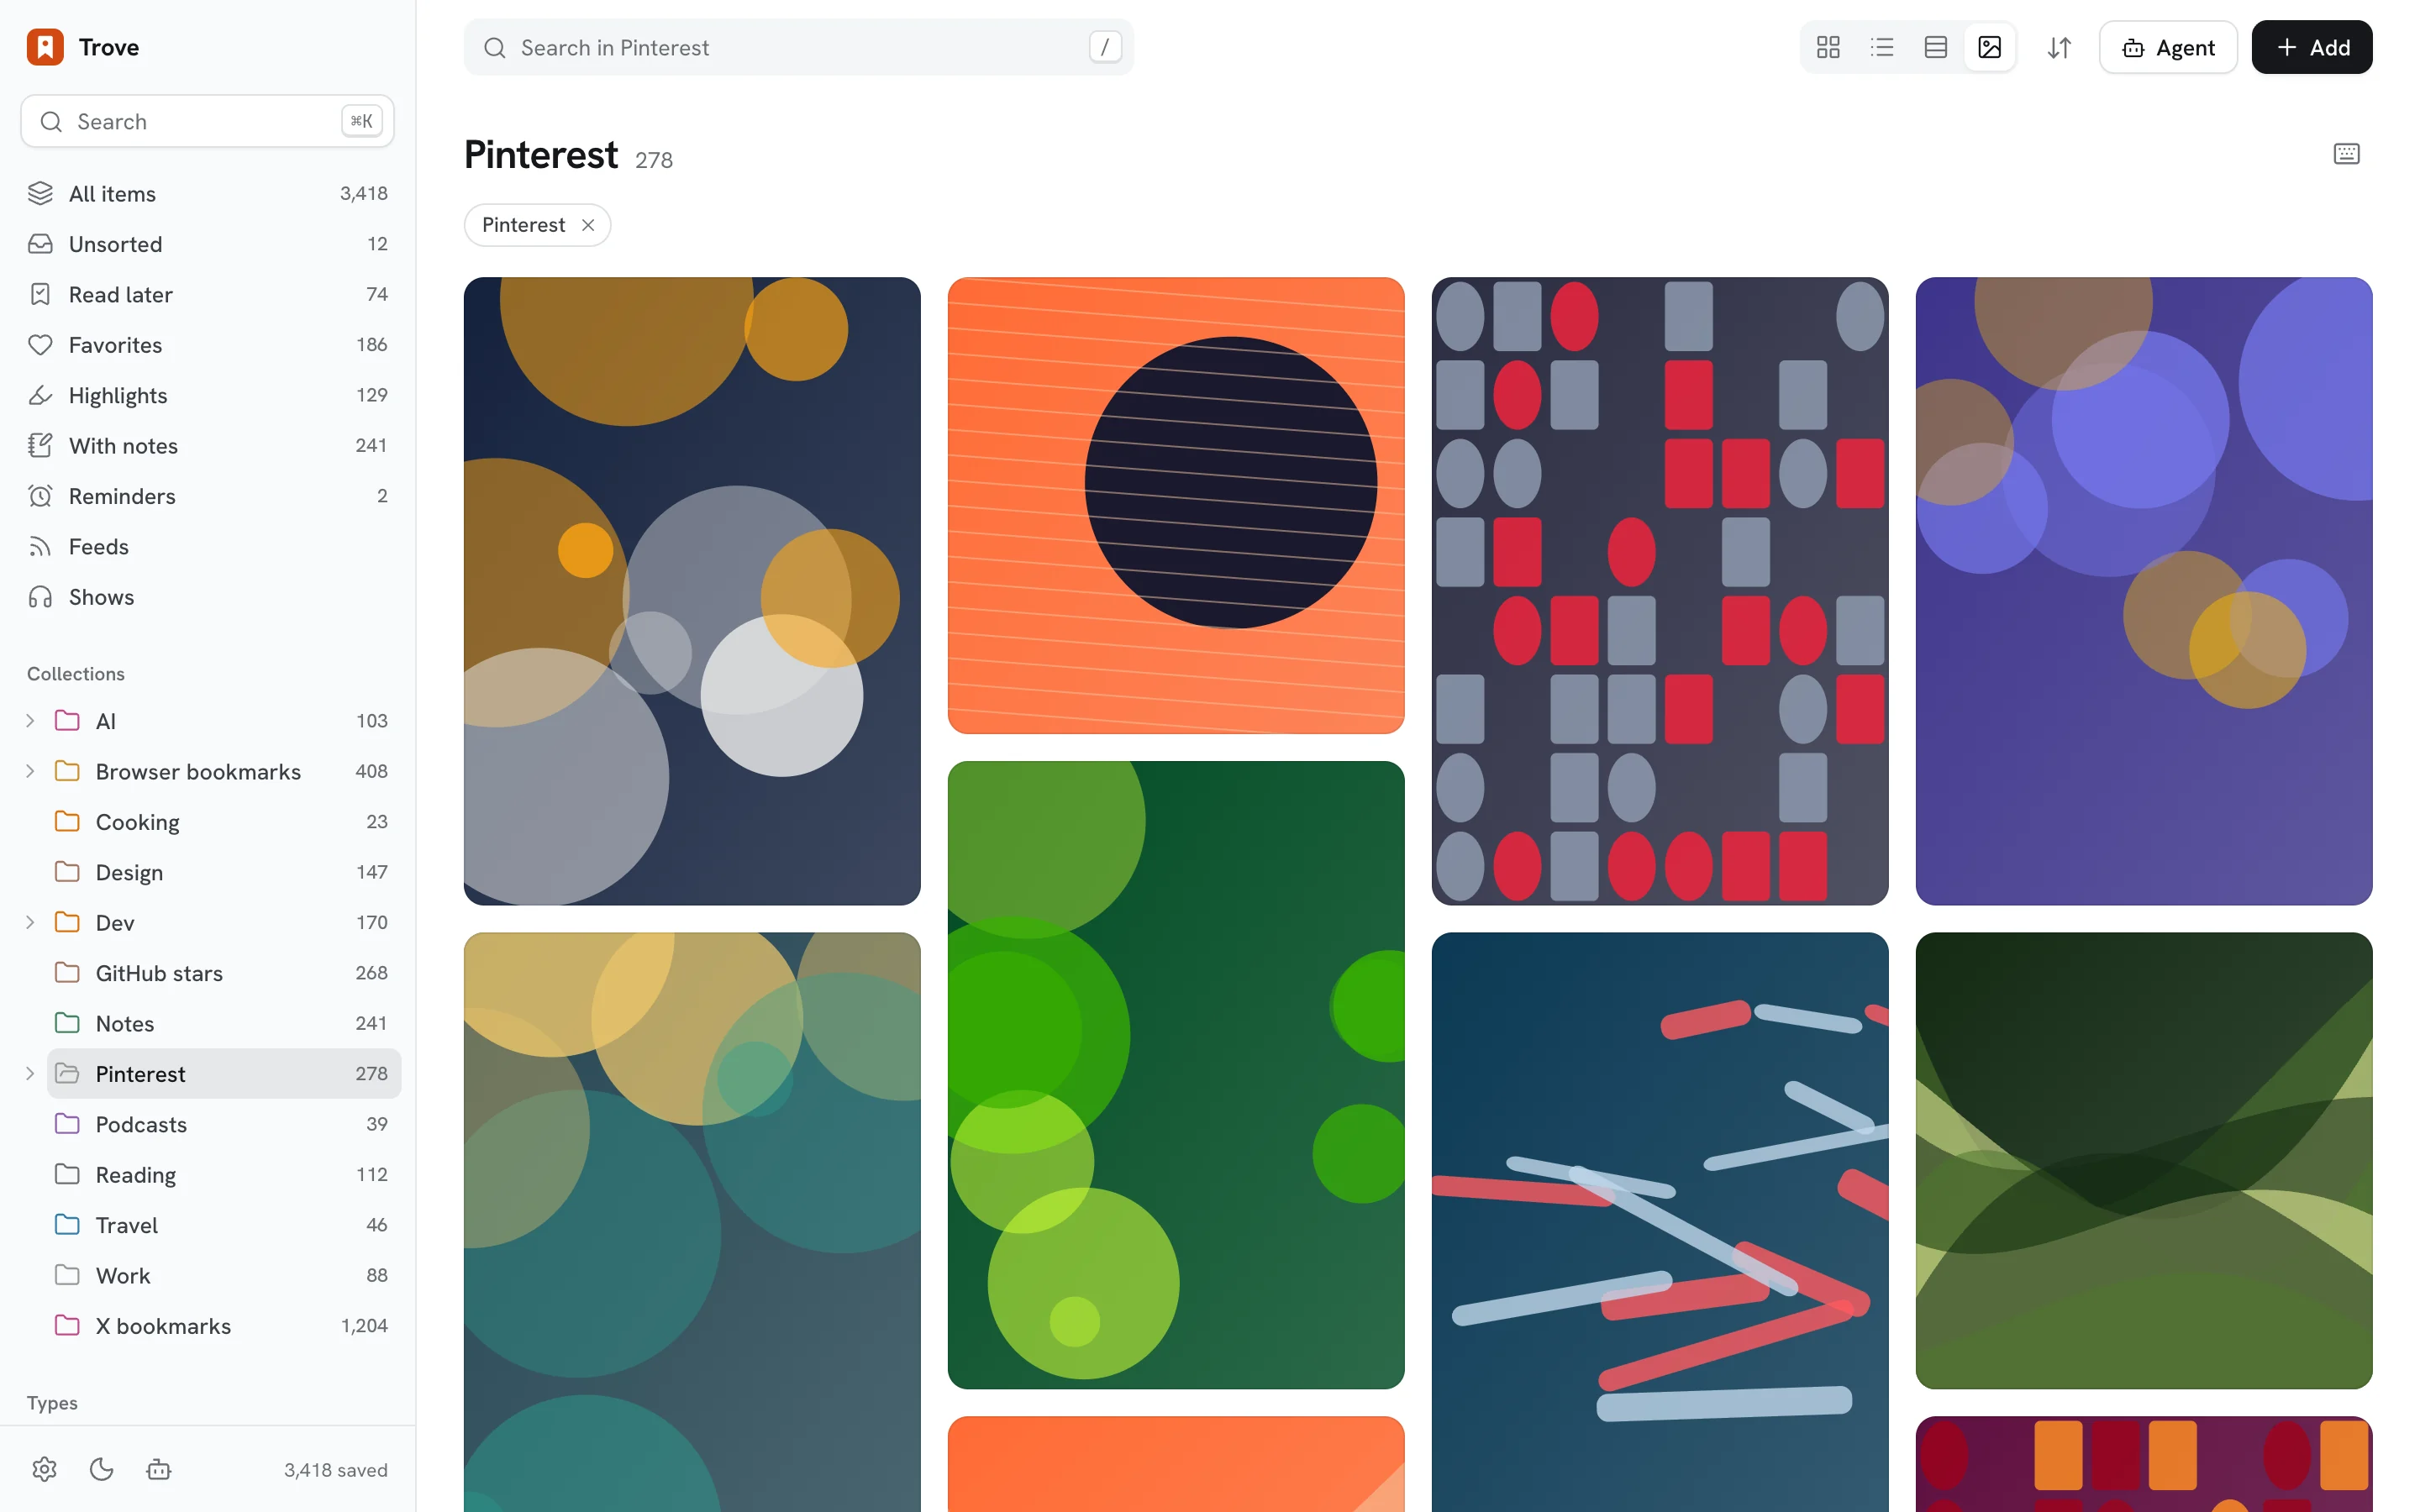 Trove
Search ⌘K
All items 3,418
Unsorted 12
Read later 74
Favorites 186
Highlights 129
With notes 241
Reminders 2
Feeds
Shows
Collections
AI 103
Browser bookmarks 408
Cooking 23
Design 147
Dev 170
GitHub stars 268
Notes 241
Pinterest 278
Podcasts 39
Reading 112
Travel 46
Work 88
X bookmarks 1,204
Types
3,418 saved
Search in Pinterest /
Agent
Add
Pinterest 278
Pinterest